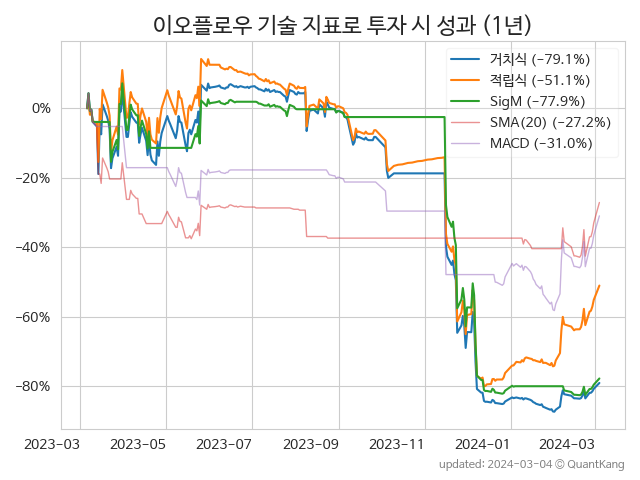 이오플로우 기술 지표로 투자 시 성과 (1년)
거치식 (−79.1%)
적립식 (−51.1%)
SigM (−77.9%)
SMA(20) (−27.2%)
MACD (−31.0%)
0%
−20%
−40%
−60%
−80%
2023-03 2023-05 2023-07 2023-09 2023-11 2024-01 2024-03
updated: 2024-03-04 © QuantKang